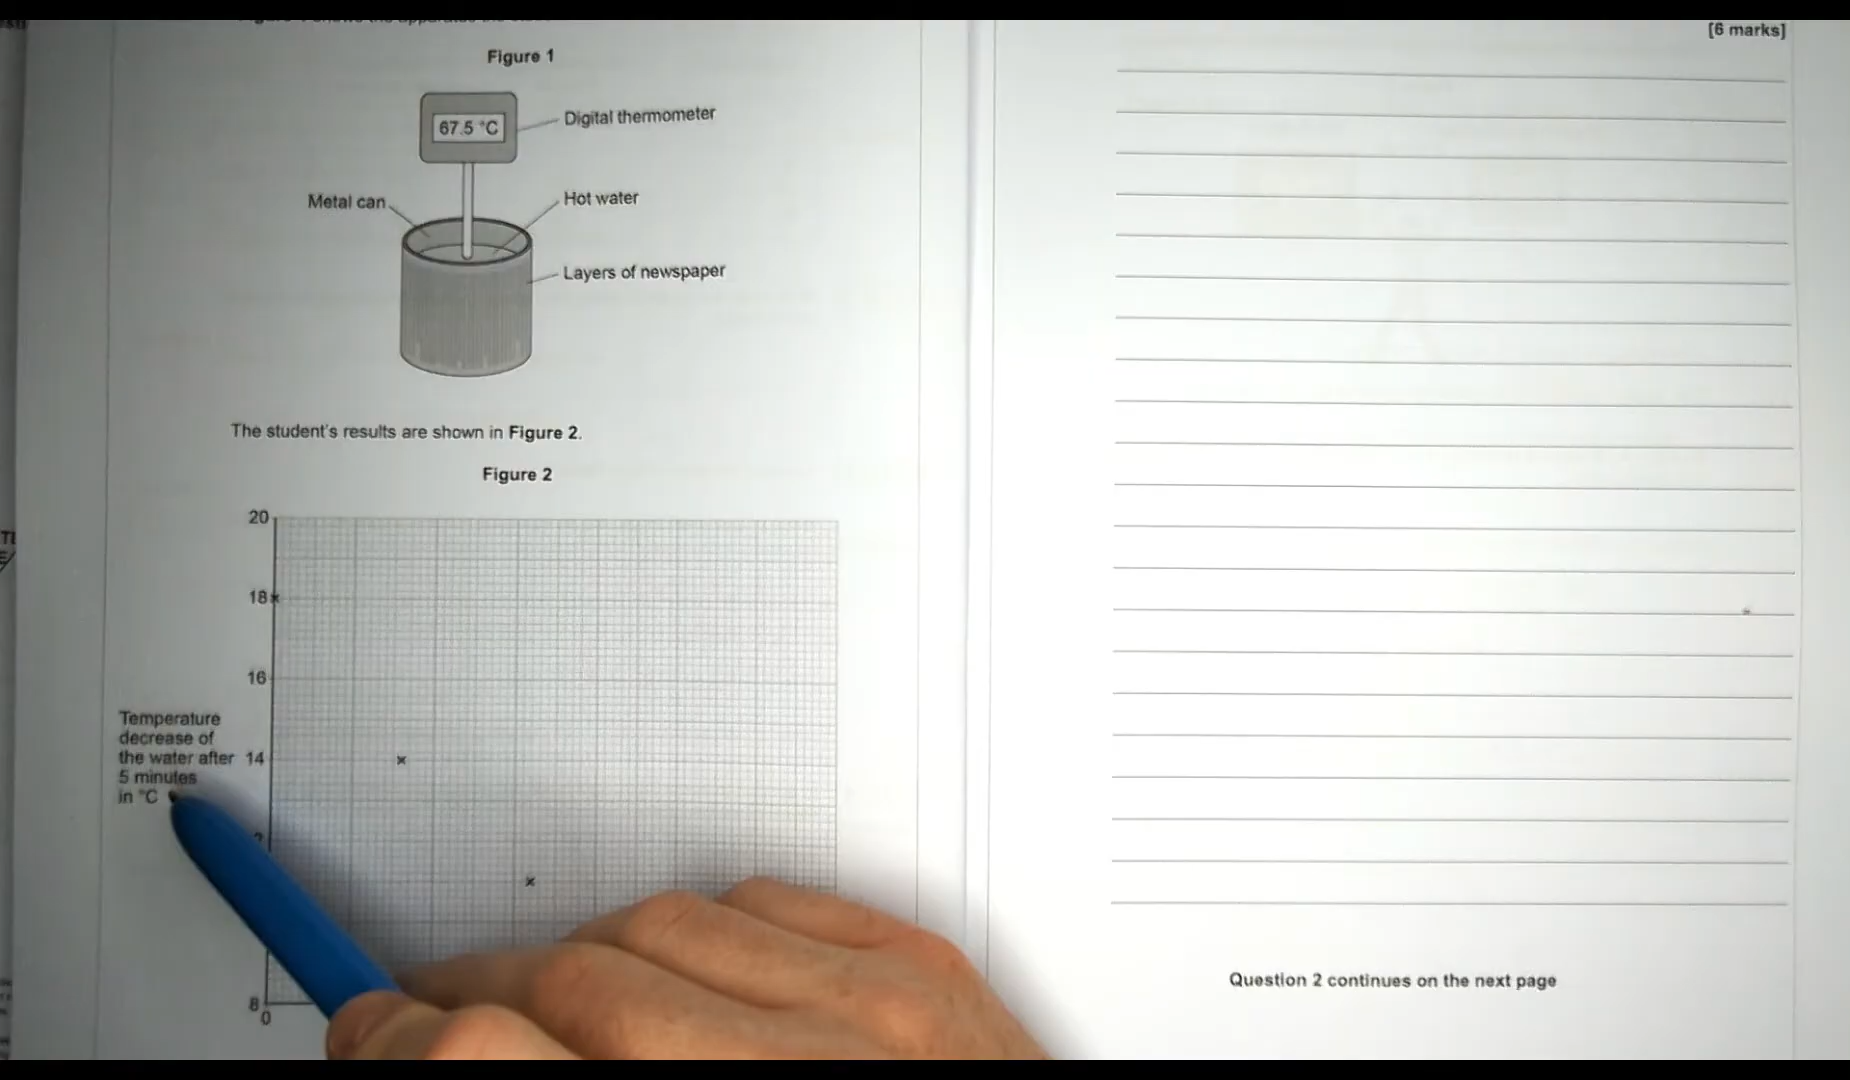 Figure 1
67.5 °C
Digital thermometer
Metal can
Hot water
Layers of newspaper
The student's results are shown in Figure 2.
Figure 2
20
18
16
Temperature
decrease of
the water after
5 minutes
in °C
14
8
0
[6 marks]
Question 2 continues on the next page